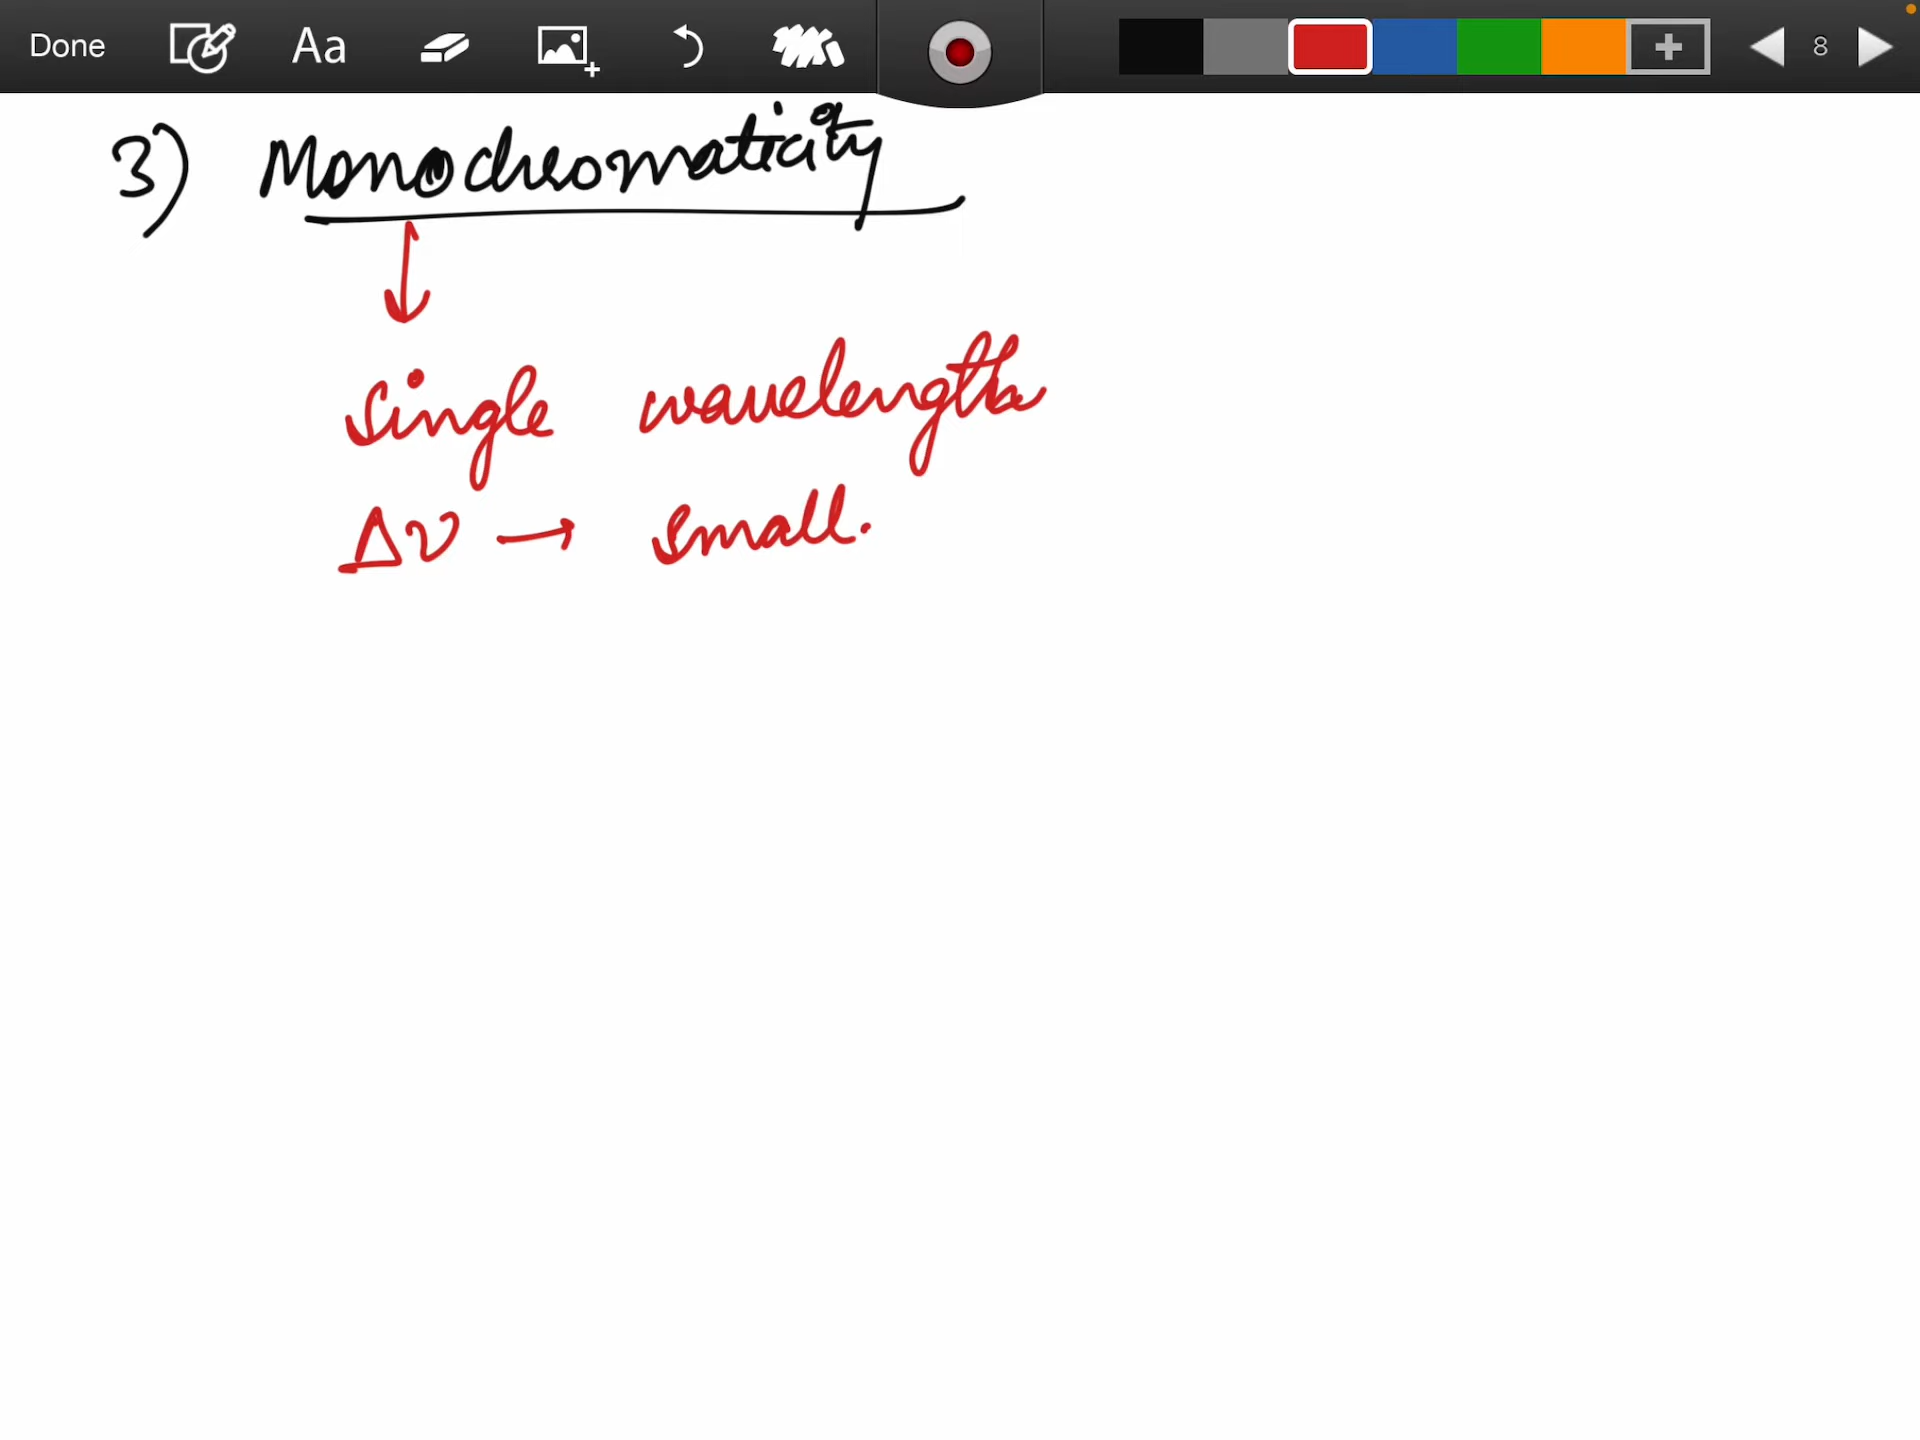 Done Aa 8
3) Monochromaticity
single wavelength
Δν → small.